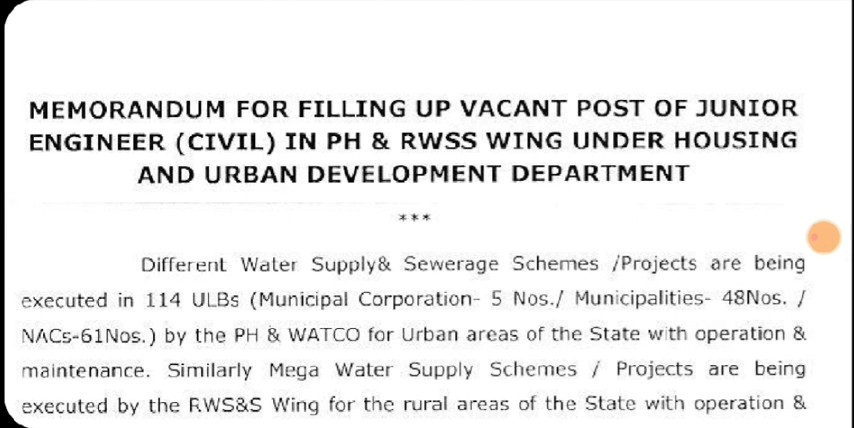 MEMORANDUM FOR FILLING UP VACANT POST OF JUNIOR
ENGINEER (CIVIL) IN PH & RWSS WING UNDER HOUSING
AND URBAN DEVELOPMENT DEPARTMENT
***
Different Water Supply& Sewerage Schemes /Projects are being
executed in 114 ULBs (Municipal Corporation- 5 Nos./ Municipalities- 48Nos. /
NACs-61Nos.) by the PH & WATCO for Urban areas of the State with operation &
maintenance. Similarly Mega Water Supply Schemes / Projects are being
executed by the RWS&S Wing for the rural areas of the State with operation &